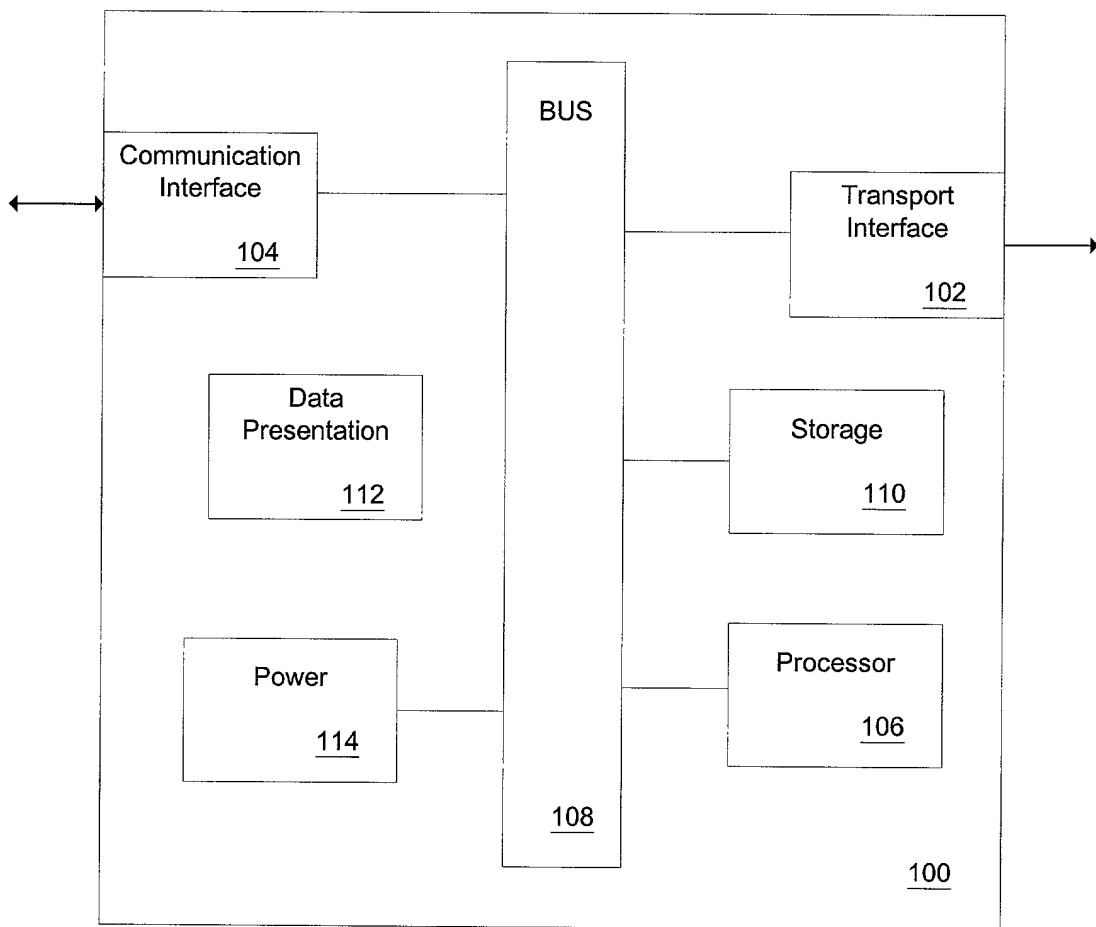 BUS
Communication
Interface
104
Transport
Interface
102
Data
Presentation
112
Storage
110
Power
114
Processor
106
108
100